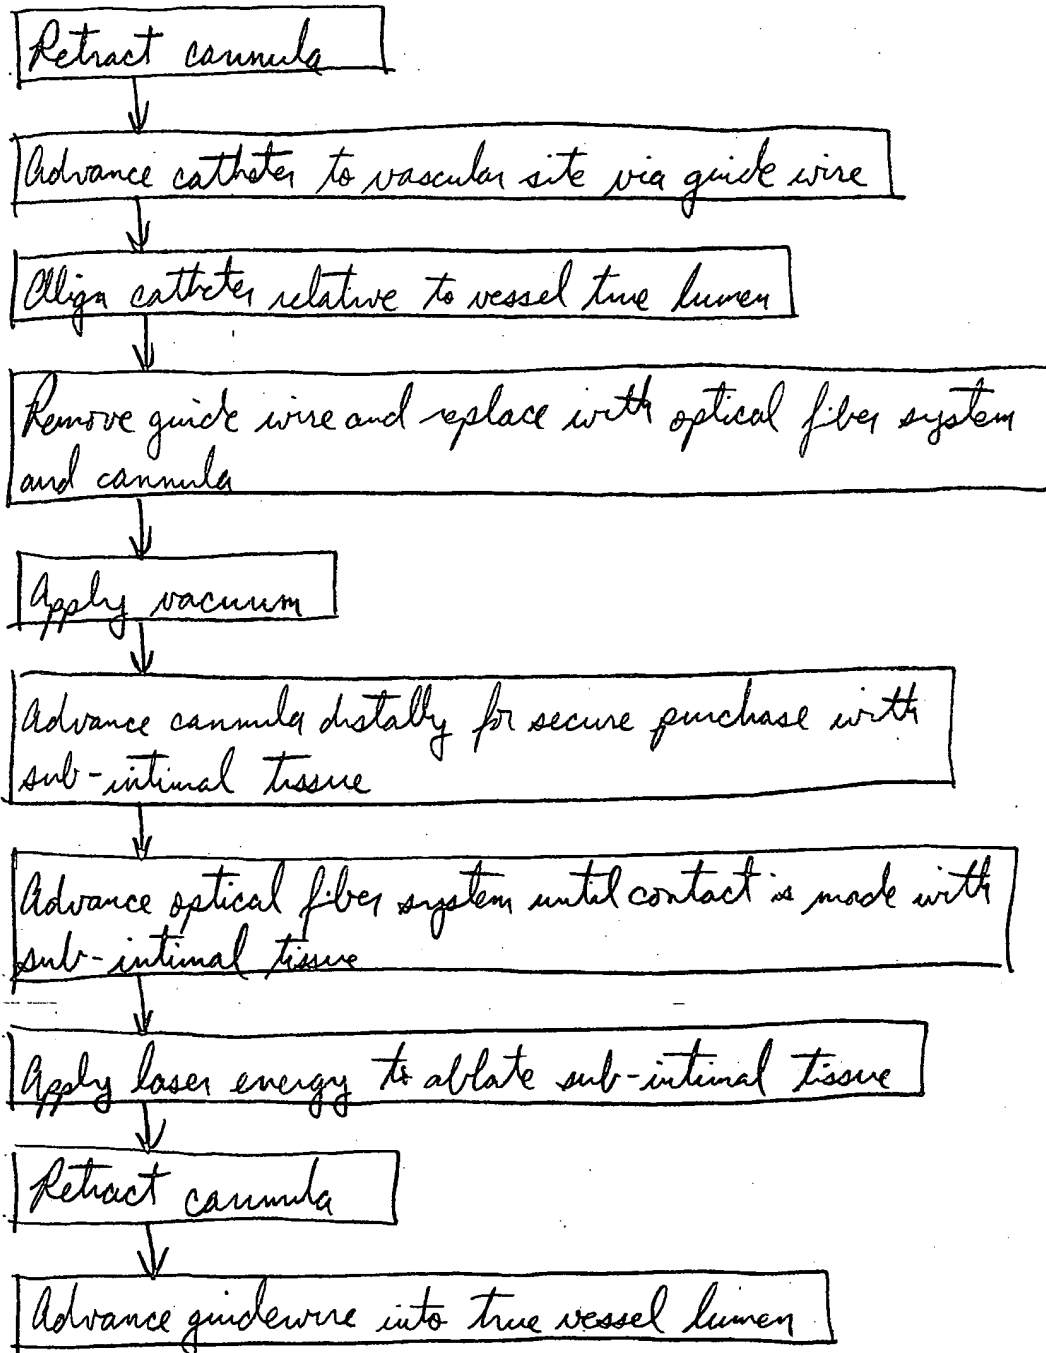 Retract cannula
Advance catheter to vascular site via guide wire
Align catheter relative to vessel true lumen
Remove guide wire and replace with optical fiber system
and cannula
Apply vacuum
Advance cannula distally for secure purchase with
sub-intimal tissue
Advance optical fiber system until contact is made with
sub-intimal tissue
Apply laser energy to ablate sub-intimal tissue
Retract cannula
Advance guidewire into true vessel lumen